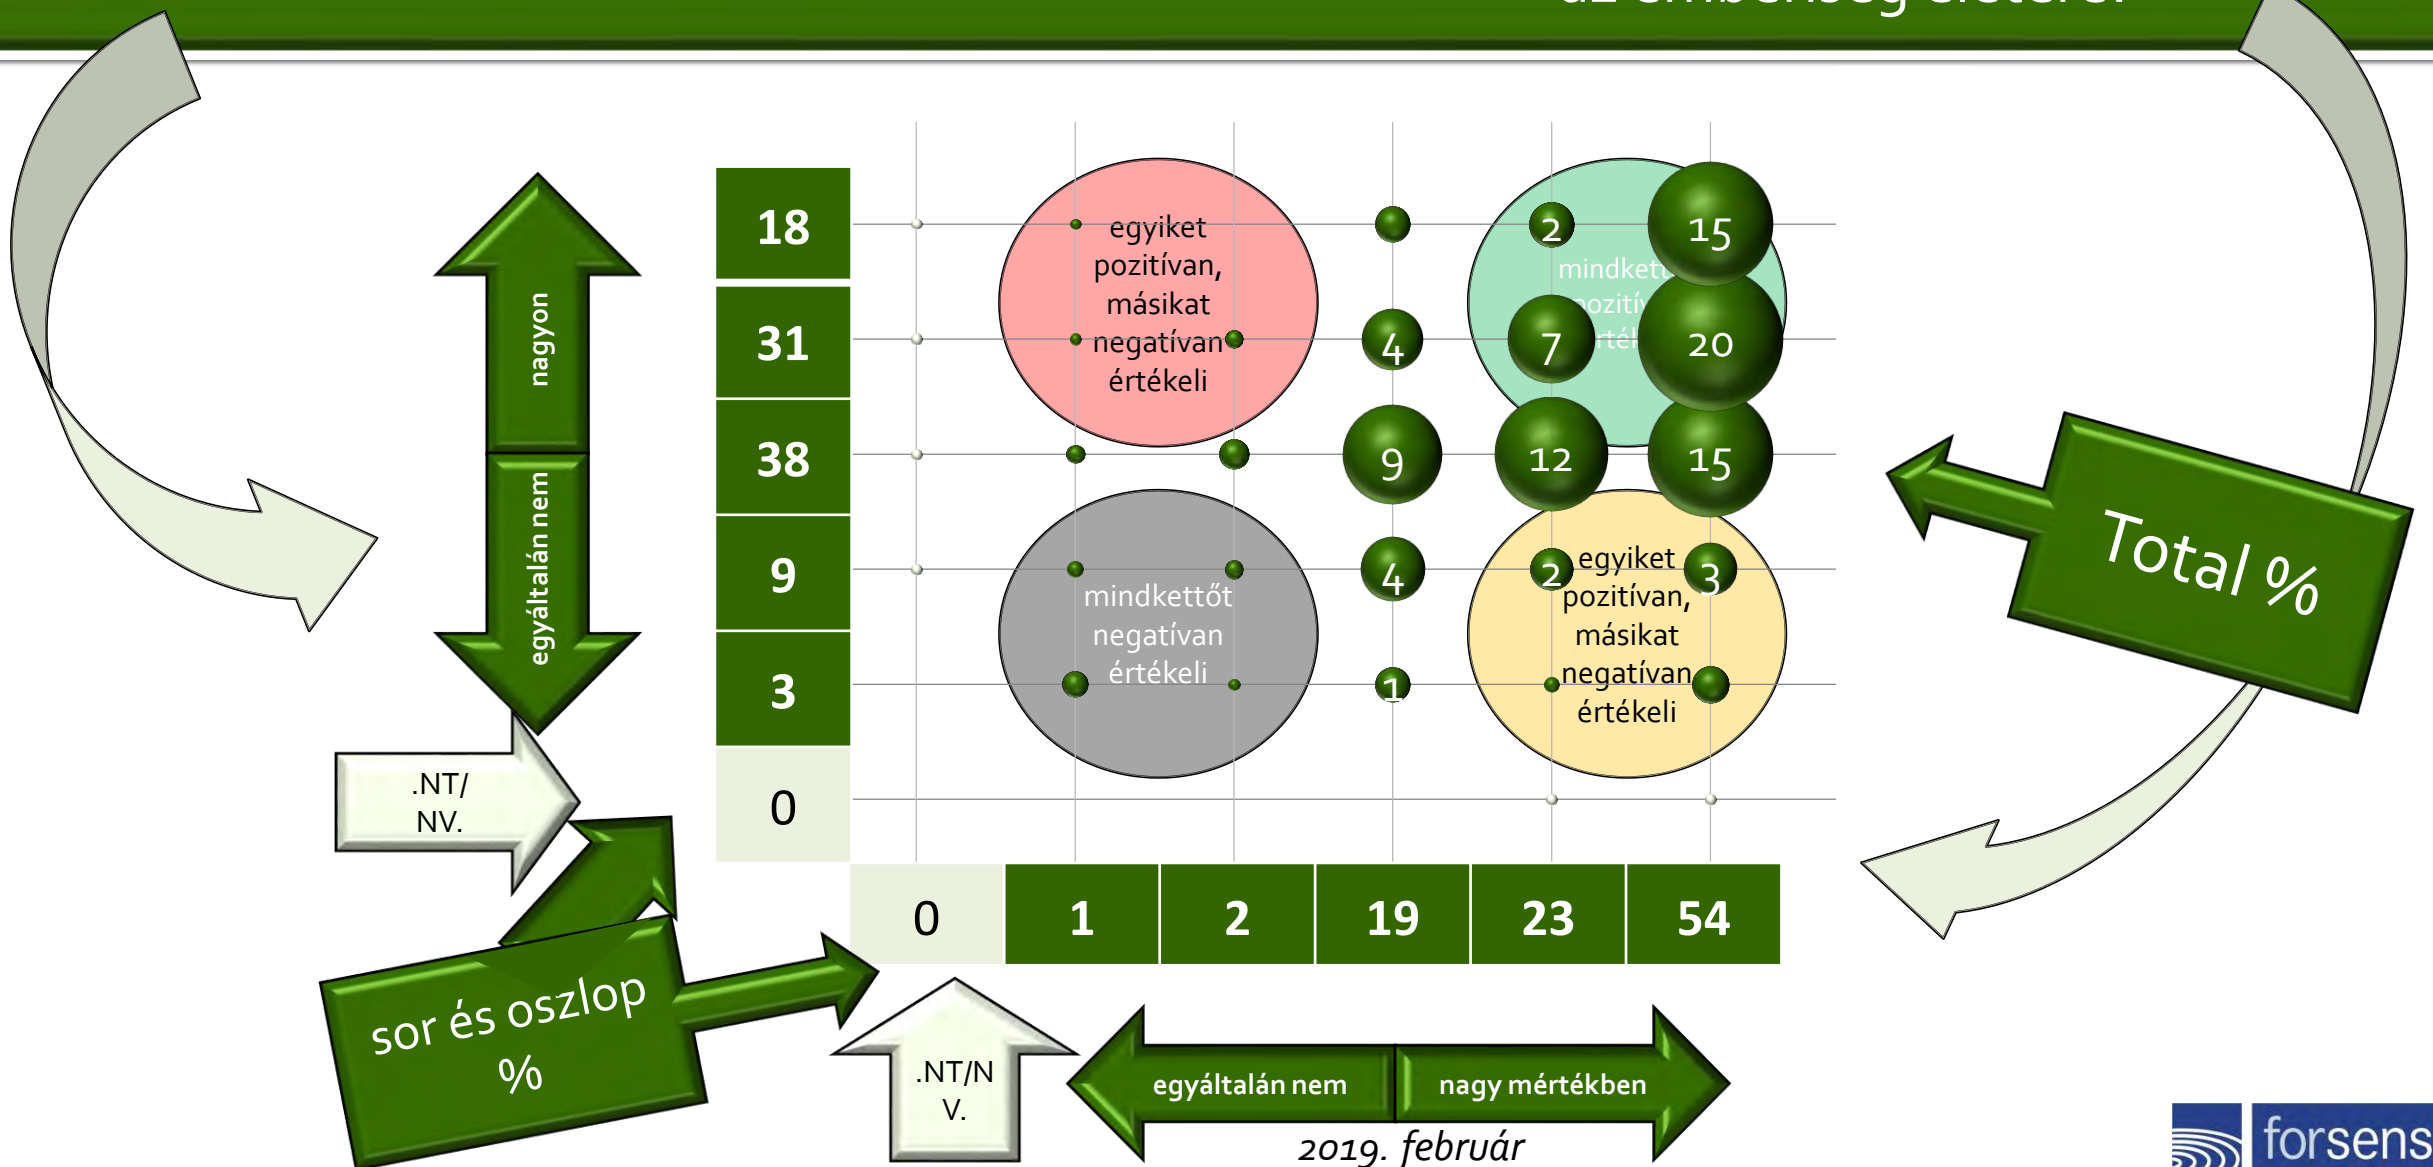 az emberiség életére?
18
2
15
egyiket
pozitívan,
másikat
negatívan
értékeli
nagyon
31
4
7
20
38
9
12
15
egyáltalán nem
9
4
2
3
mindkettőt
negatívan
értékeli
egyiket
pozitívan,
másikat
negatívan
értékeli
3
1
Total %
.NT/
NV.
0
0
1
2
19
23
54
sor és oszlop
%
.NT/N
V.
egyáltalán nem
nagy mértékben
2019. február
forsens